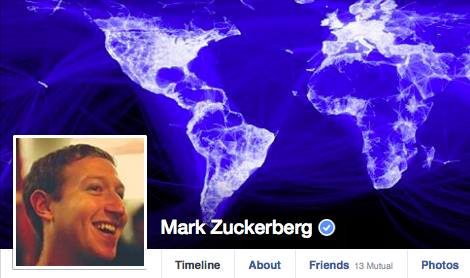 Mark Zuckerberg
Timeline About Friends 13 Mutual Photos